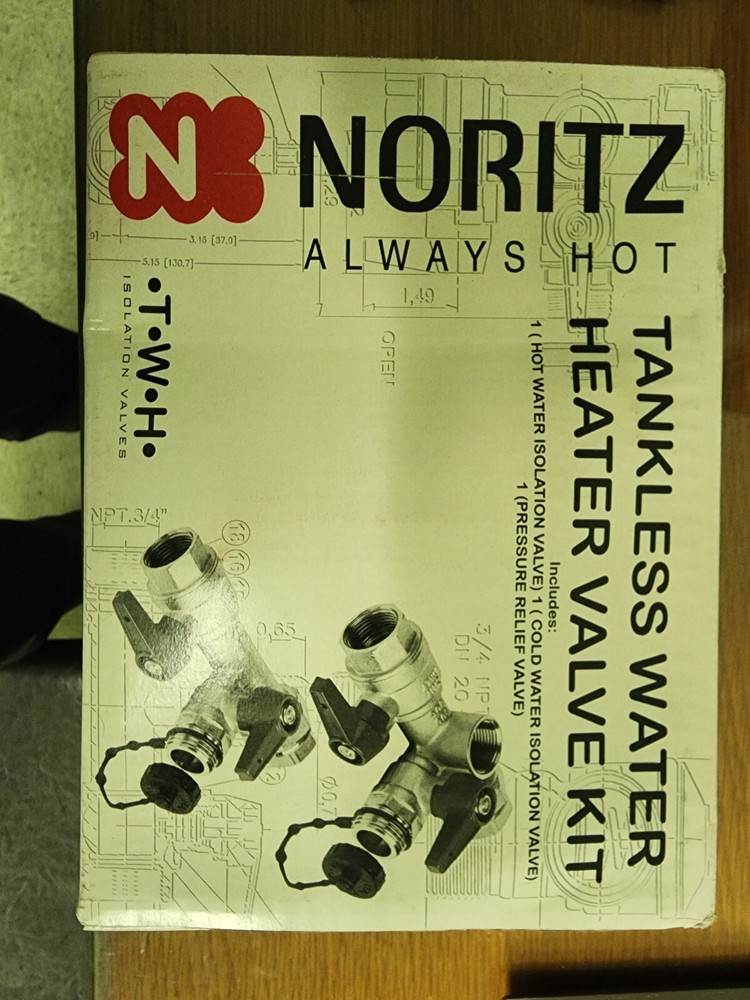 N
NORITZ
ALWAYS HOT
TANKLESS WATER
HEATER VALVE KIT
Includes:
1 ( HOT WATER ISOLATION VALVE) 1 ( COLD WATER ISOLATION VALVE)
1 (PRESSURE RELIEF VALVE)
•T•W•H•
ISOLATION VALVES
3.15 [37.9]
5.15 [130.7]
1,49
OPEN
NPT.3/4"
0,65
3/4 NPT
DN 20